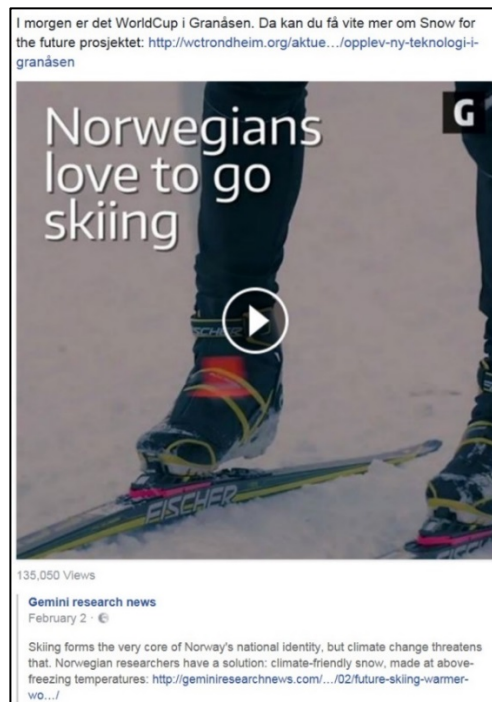 I morgen er det WorldCup i Granåsen. Da kan du få vite mer om Snow for
the future prosjektet: http://wctrondheim.org/aktue…/opplev-ny-teknologi-i-
granåsen
Norwegians
love to go
skiing
G
FISCHER
FISCHER
135,050 Views
Gemini research news
February 2 ·
Skiing forms the very core of Norway's national identity, but climate change threatens
that. Norwegian researchers have a solution: climate-friendly snow, made at above-
freezing temperatures: http://geminiresearchnews.com/…/02/future-skiing-warmer-
wo…/